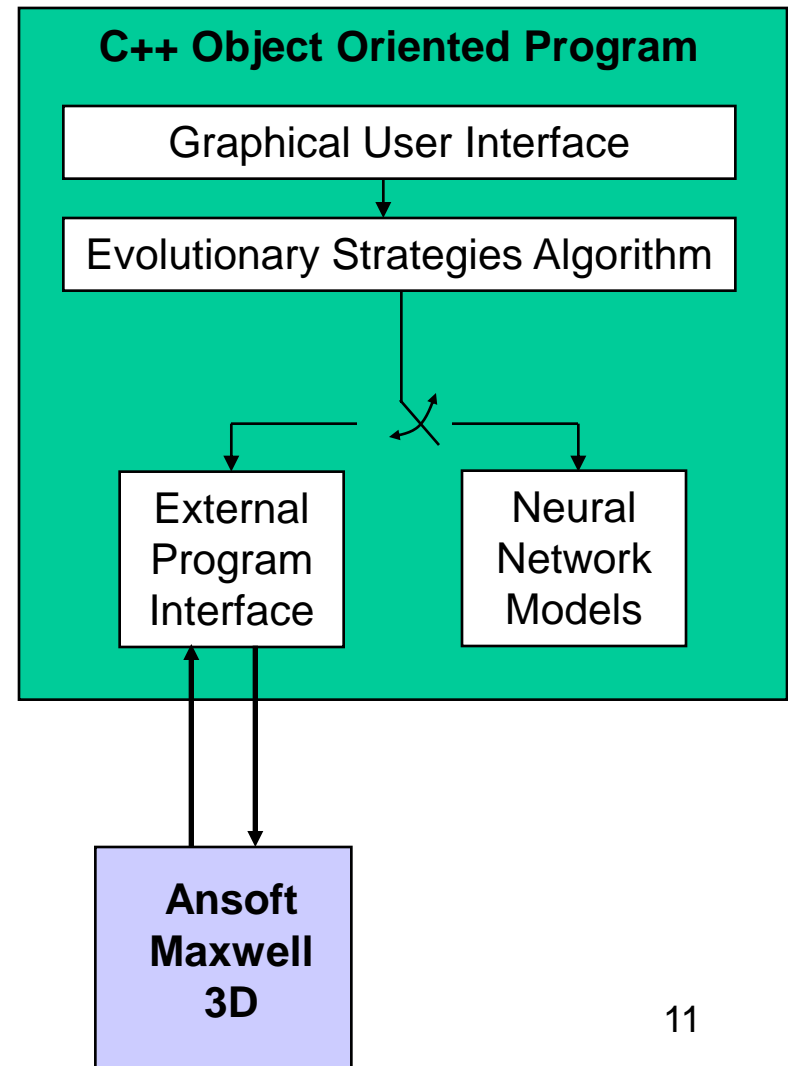 C++ Object Oriented Program
Graphical User Interface
Evolutionary Strategies Algorithm
External
Program
Interface
Neural
Network
Models
Ansoft
Maxwell
3D
11